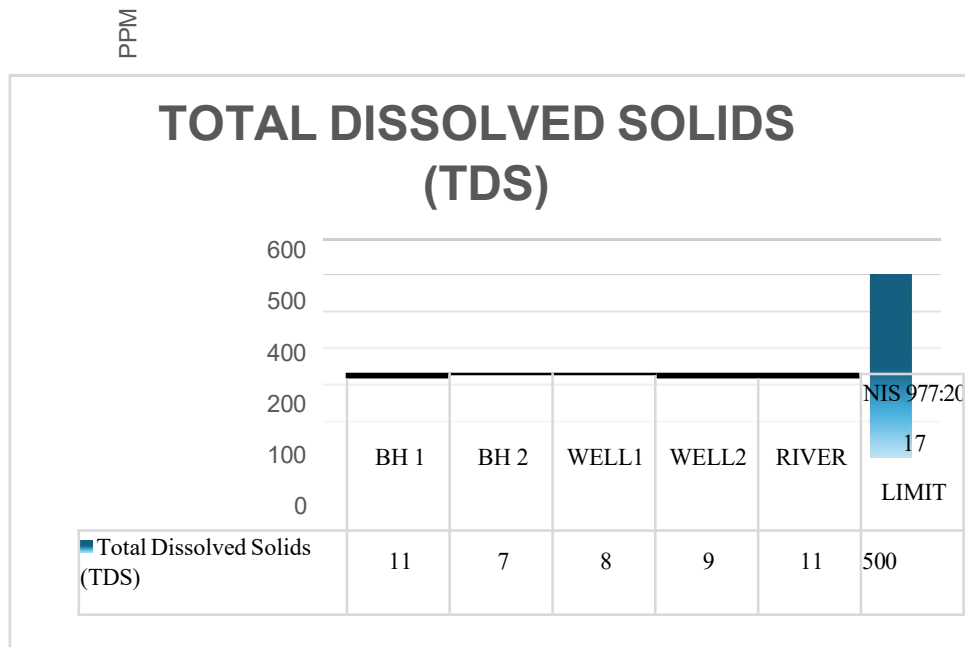 PPM
TOTAL DISSOLVED SOLIDS
(TDS)
600
500
400
200
100
0
BH 1 BH 2 WELL1 WELL2 RIVER
NIS 977:20
17
LIMIT
Total Dissolved Solids
(TDS)
11 7 8 9 11 500